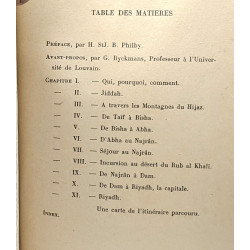 TABLE DES MATIÈRES
PRÉFACE, par H. StJ. B. Philby.
AVANT-PROPOS, par G. Ryckmans, Professeur à l'Université de Louvain.
CHAPITRE I. — Qui, pourquoi, comment.
» II. — Jiddah.
» III. — A travers les Montagnes du Hijaz.
» IV. — De Taïf à Bisha.
» V. — De Bisha à Abha.
» VI. — D'Abha au Najrân.
» VII. — Séjour au Najrân.
» VIII. — Incursion au désert du Rub al Khalî.
» IX. — De Najrân à Dam.
» X. — De Dam à Riyadh, la capitale.
» XI. — Riyadh.
INDEX.
Une carte de l'itinéraire parcouru.